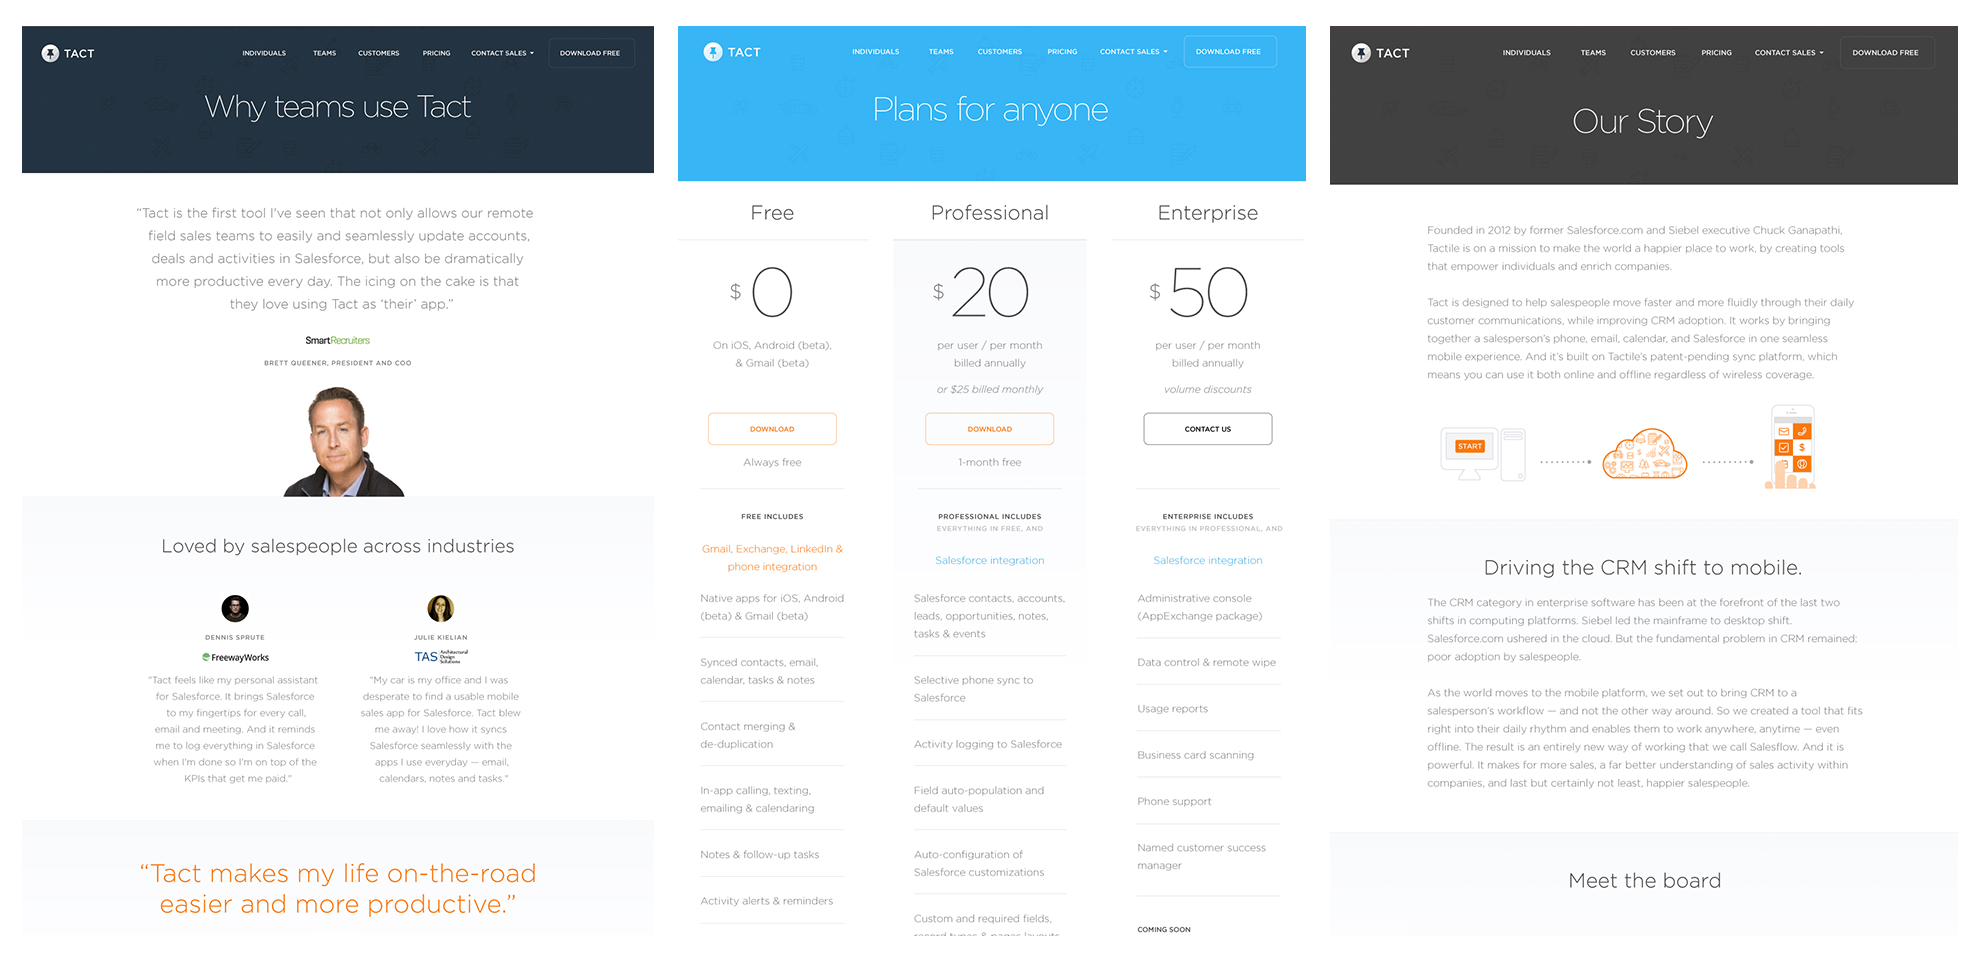 TACT
INDIVIDUALS TEAMS CUSTOMERS PRICING CONTACT SALES DOWNLOAD FREE
Why teams use Tact
“Tact is the first tool I've seen that not only allows our remote
field sales teams to easily and seamlessly update accounts,
deals and activities in Salesforce, but also be dramatically
more productive every day. The icing on the cake is that
they love using Tact as ‘their’ app.”
SmartRecruiters
BRETT QUEENER, PRESIDENT AND COO
Loved by salespeople across industries
DENNIS SPRUTE
FreewayWorks
"Tact feels like my personal assistant
for Salesforce. It brings Salesforce
to my fingertips for every call,
email and meeting. And it reminds
me to log everything in Salesforce
when I'm done so I'm on top of the
KPIs that get me paid."
JULIE KIELIAN
TAS Architectural
Design
Solutions
"My car is my office and I was
desperate to find a usable mobile
sales app for Salesforce. Tact blew
me away! I love how it syncs
Salesforce seamlessly with the
apps I use everyday — email,
calendars, notes and tasks."
“Tact makes my life on-the-road
easier and more productive.”
TACT
INDIVIDUALS TEAMS CUSTOMERS PRICING CONTACT SALES DOWNLOAD FREE
Plans for anyone
Free
$ 0
On iOS, Android (beta),
& Gmail (beta)
DOWNLOAD
Always free
FREE INCLUDES
Gmail, Exchange, LinkedIn &
phone integration
Native apps for iOS, Android
(beta) & Gmail (beta)
Synced contacts, email,
calendar, tasks & notes
Contact merging &
de-duplication
In-app calling, texting,
emailing & calendaring
Notes & follow-up tasks
Activity alerts & reminders
Professional
$ 20
per user / per month
billed annually
or $25 billed monthly
DOWNLOAD
1-month free
PROFESSIONAL INCLUDES
EVERYTHING IN FREE, AND
Salesforce integration
Salesforce contacts, accounts,
leads, opportunities, notes,
tasks & events
Selective phone sync to
Salesforce
Activity logging to Salesforce
Field auto-population and
default values
Auto-configuration of
Salesforce customizations
Custom and required fields,
record types & pages layouts
Enterprise
$ 50
per user / per month
billed annually
volume discounts
CONTACT US
ENTERPRISE INCLUDES
EVERYTHING IN PROFESSIONAL, AND
Salesforce integration
Administrative console
(AppExchange package)
Data control & remote wipe
Usage reports
Business card scanning
Phone support
Named customer success
manager
COMING SOON
TACT
INDIVIDUALS TEAMS CUSTOMERS PRICING CONTACT SALES DOWNLOAD FREE
Our Story
Founded in 2012 by former Salesforce.com and Siebel executive Chuck Ganapathi,
Tactile is on a mission to make the world a happier place to work, by creating tools
that empower individuals and enrich companies.
Tact is designed to help salespeople move faster and more fluidly through their daily
customer communications, while improving CRM adoption. It works by bringing
together a salesperson's phone, email, calendar, and Salesforce in one seamless
mobile experience. And it's built on Tactile's patent-pending sync platform, which
means you can use it both online and offline regardless of wireless coverage.
START
$
Driving the CRM shift to mobile.
The CRM category in enterprise software has been at the forefront of the last two
shifts in computing platforms. Siebel led the mainframe to desktop shift.
Salesforce.com ushered in the cloud. But the fundamental problem in CRM remained:
poor adoption by salespeople.
As the world moves to the mobile platform, we set out to bring CRM to a
salesperson's workflow — and not the other way around. So we created a tool that fits
right into their daily rhythm and enables them to work anywhere, anytime — even
offline. The result is an entirely new way of working that we call Salesflow. And it is
powerful. It makes for more sales, a far better understanding of sales activity within
companies, and last but certainly not least, happier salespeople.
Meet the board